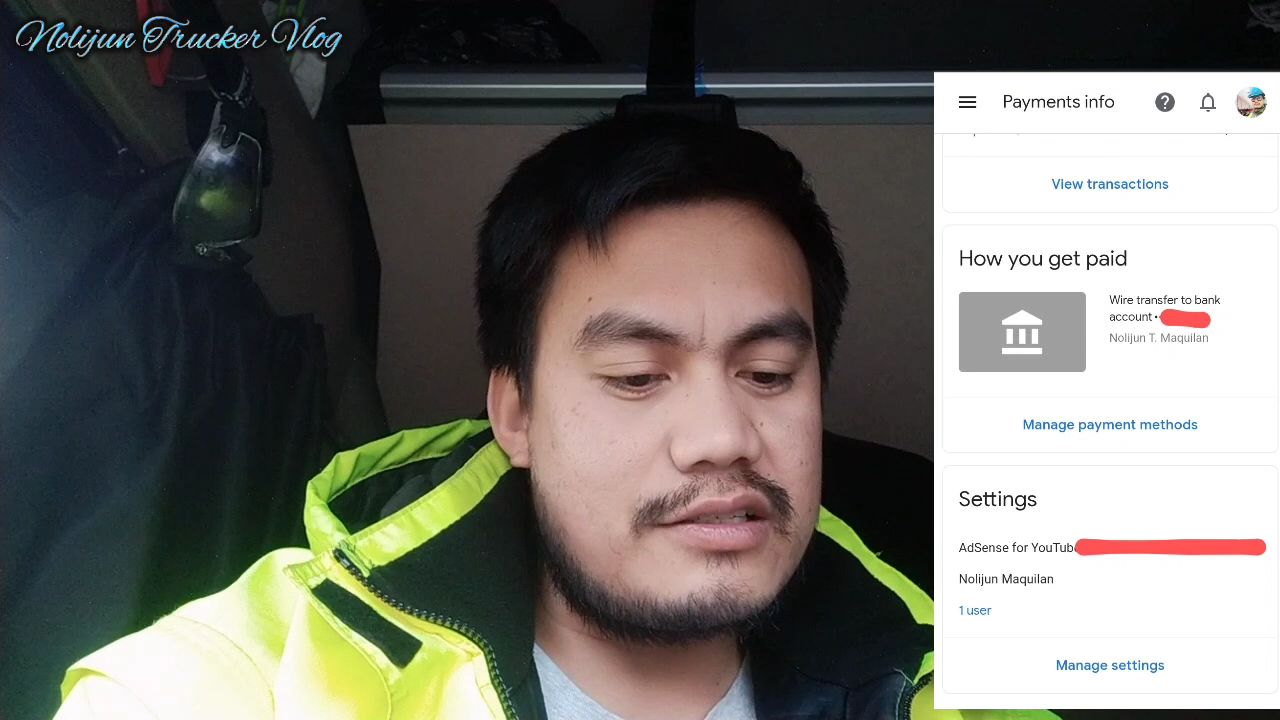 Nolijun Trucker Vlog
Payments info
View transactions
How you get paid
Wire transfer to bank
account •
Nolijun T. Maquilan
Manage payment methods
Settings
AdSense for YouTub
Nolijun Maquilan
1 user
Manage settings